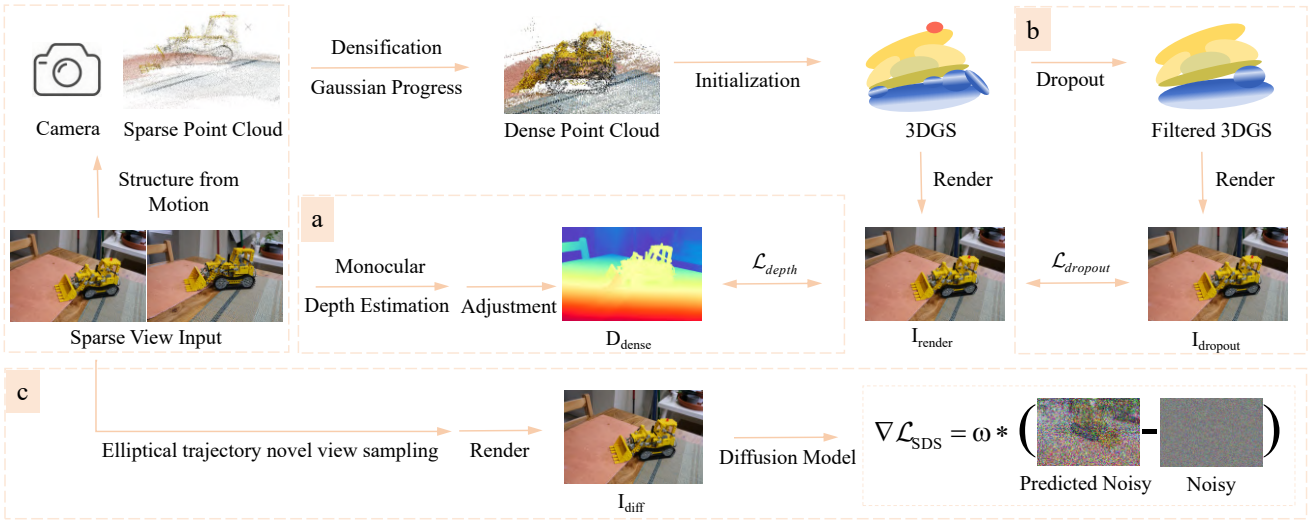 Camera
Sparse Point Cloud
Structure from
Motion
Sparse View Input
Densification
Gaussian Progress
Dense Point Cloud
Initialization
3DGS
Render
I_render
b
Dropout
Filtered 3DGS
Render
ℒ_dropout
I_dropout
a
Monocular
Depth Estimation
Adjustment
D_dense
ℒ_depth
c
Elliptical trajectory novel view sampling
Render
I_diff
Diffusion Model
∇ℒ_SDS = ω * ( - )
Predicted Noisy
Noisy